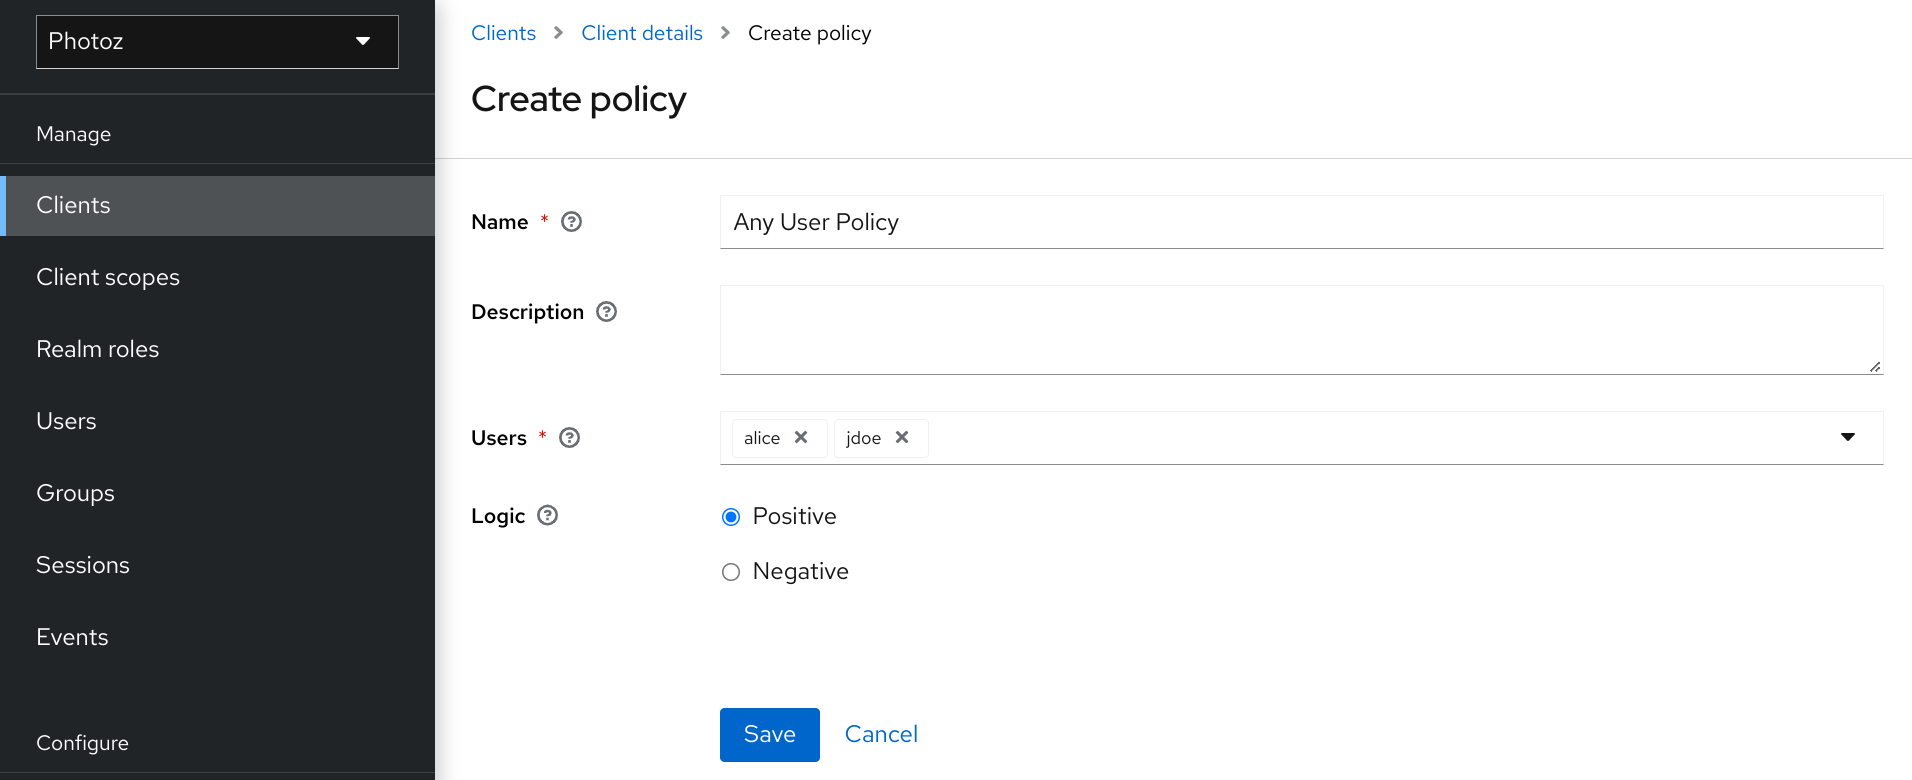 Photoz
Manage
Clients
Client scopes
Realm roles
Users
Groups
Sessions
Events
Configure
Clients > Client details > Create policy
Create policy
Name * ?
Any User Policy
Description ?
Users * ?
alice × jdoe ×
Logic ?
Positive
Negative
Save Cancel